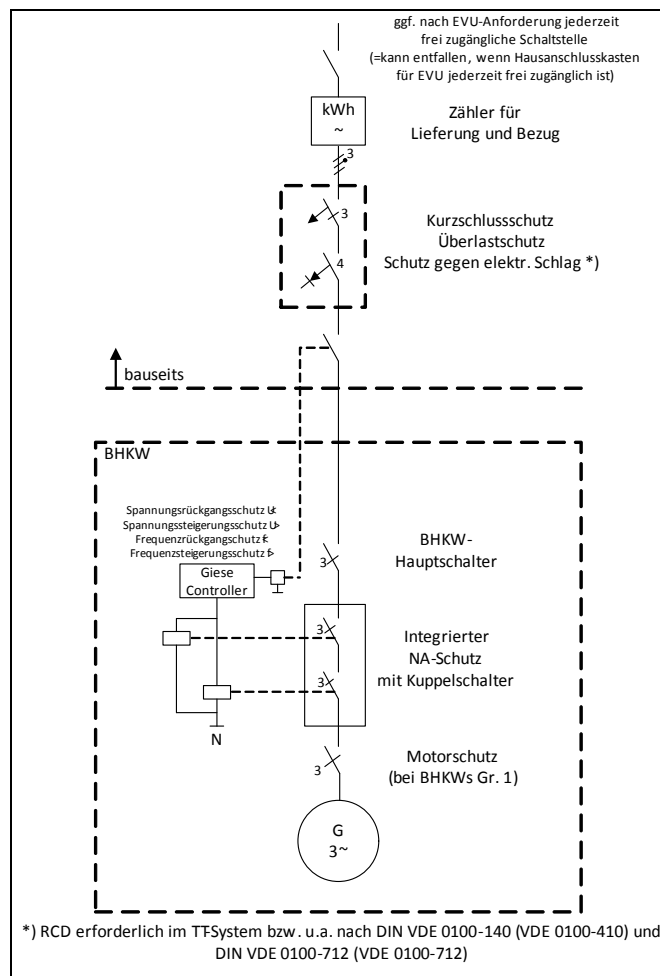 ggf. nach EVU-Anforderung jederzeit
frei zugängliche Schaltstelle
(=kann entfallen, wenn Hausanschlusskasten
für EVU jederzeit frei zugänglich ist)
kWh
~
Zähler für
Lieferung und Bezug
3
3
Kurzschlussschutz
Überlastschutz
Schutz gegen elektr. Schlag *)
4
bauseits
BHKW
Spannungsrückgangsschutz U<
Spannungssteigerungsschutz U>
Frequenzrückgangschutz f<
Frequenzsteigerungsschutz f>
Giese
Controller
3
BHKW-
Hauptschalter
3
Integrierter
NA-Schutz
mit Kuppelschalter
3
N
3
Motorschutz
(bei BHKWs Gr. 1)
G
3~
*) RCD erforderlich im TT-System bzw. u.a. nach DIN VDE 0100-140 (VDE 0100-410) und
DIN VDE 0100-712 (VDE 0100-712)